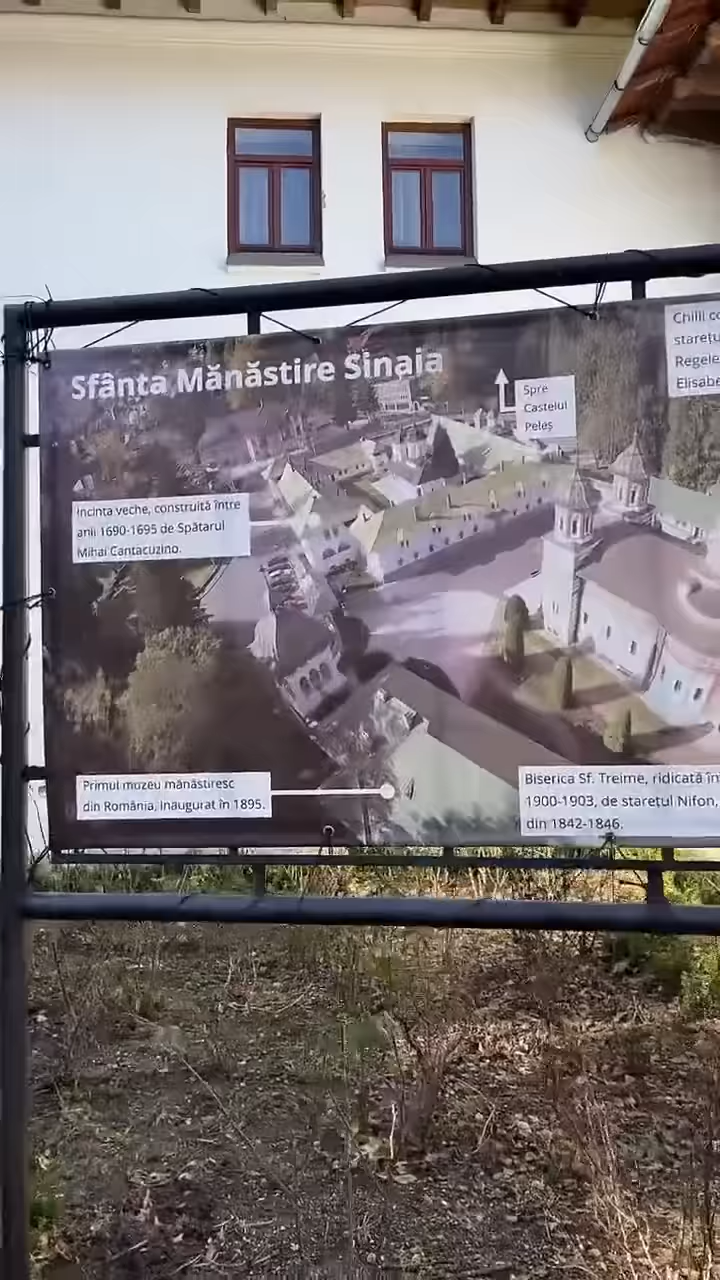 Sfânta Mănăstire Sinaia
Spre
Castelul
Peleș
Chilii
starețu
Regele
Elisabe
Incinta veche, construită între
anii 1690-1695 de Spătarul
Mihai Cantacuzino.
Primul muzeu mănăstiresc
din România, inaugurat în 1895.
Biserica Sf. Treime, ridicată în
1900-1903, de starețul Nifon,
din 1842-1846.